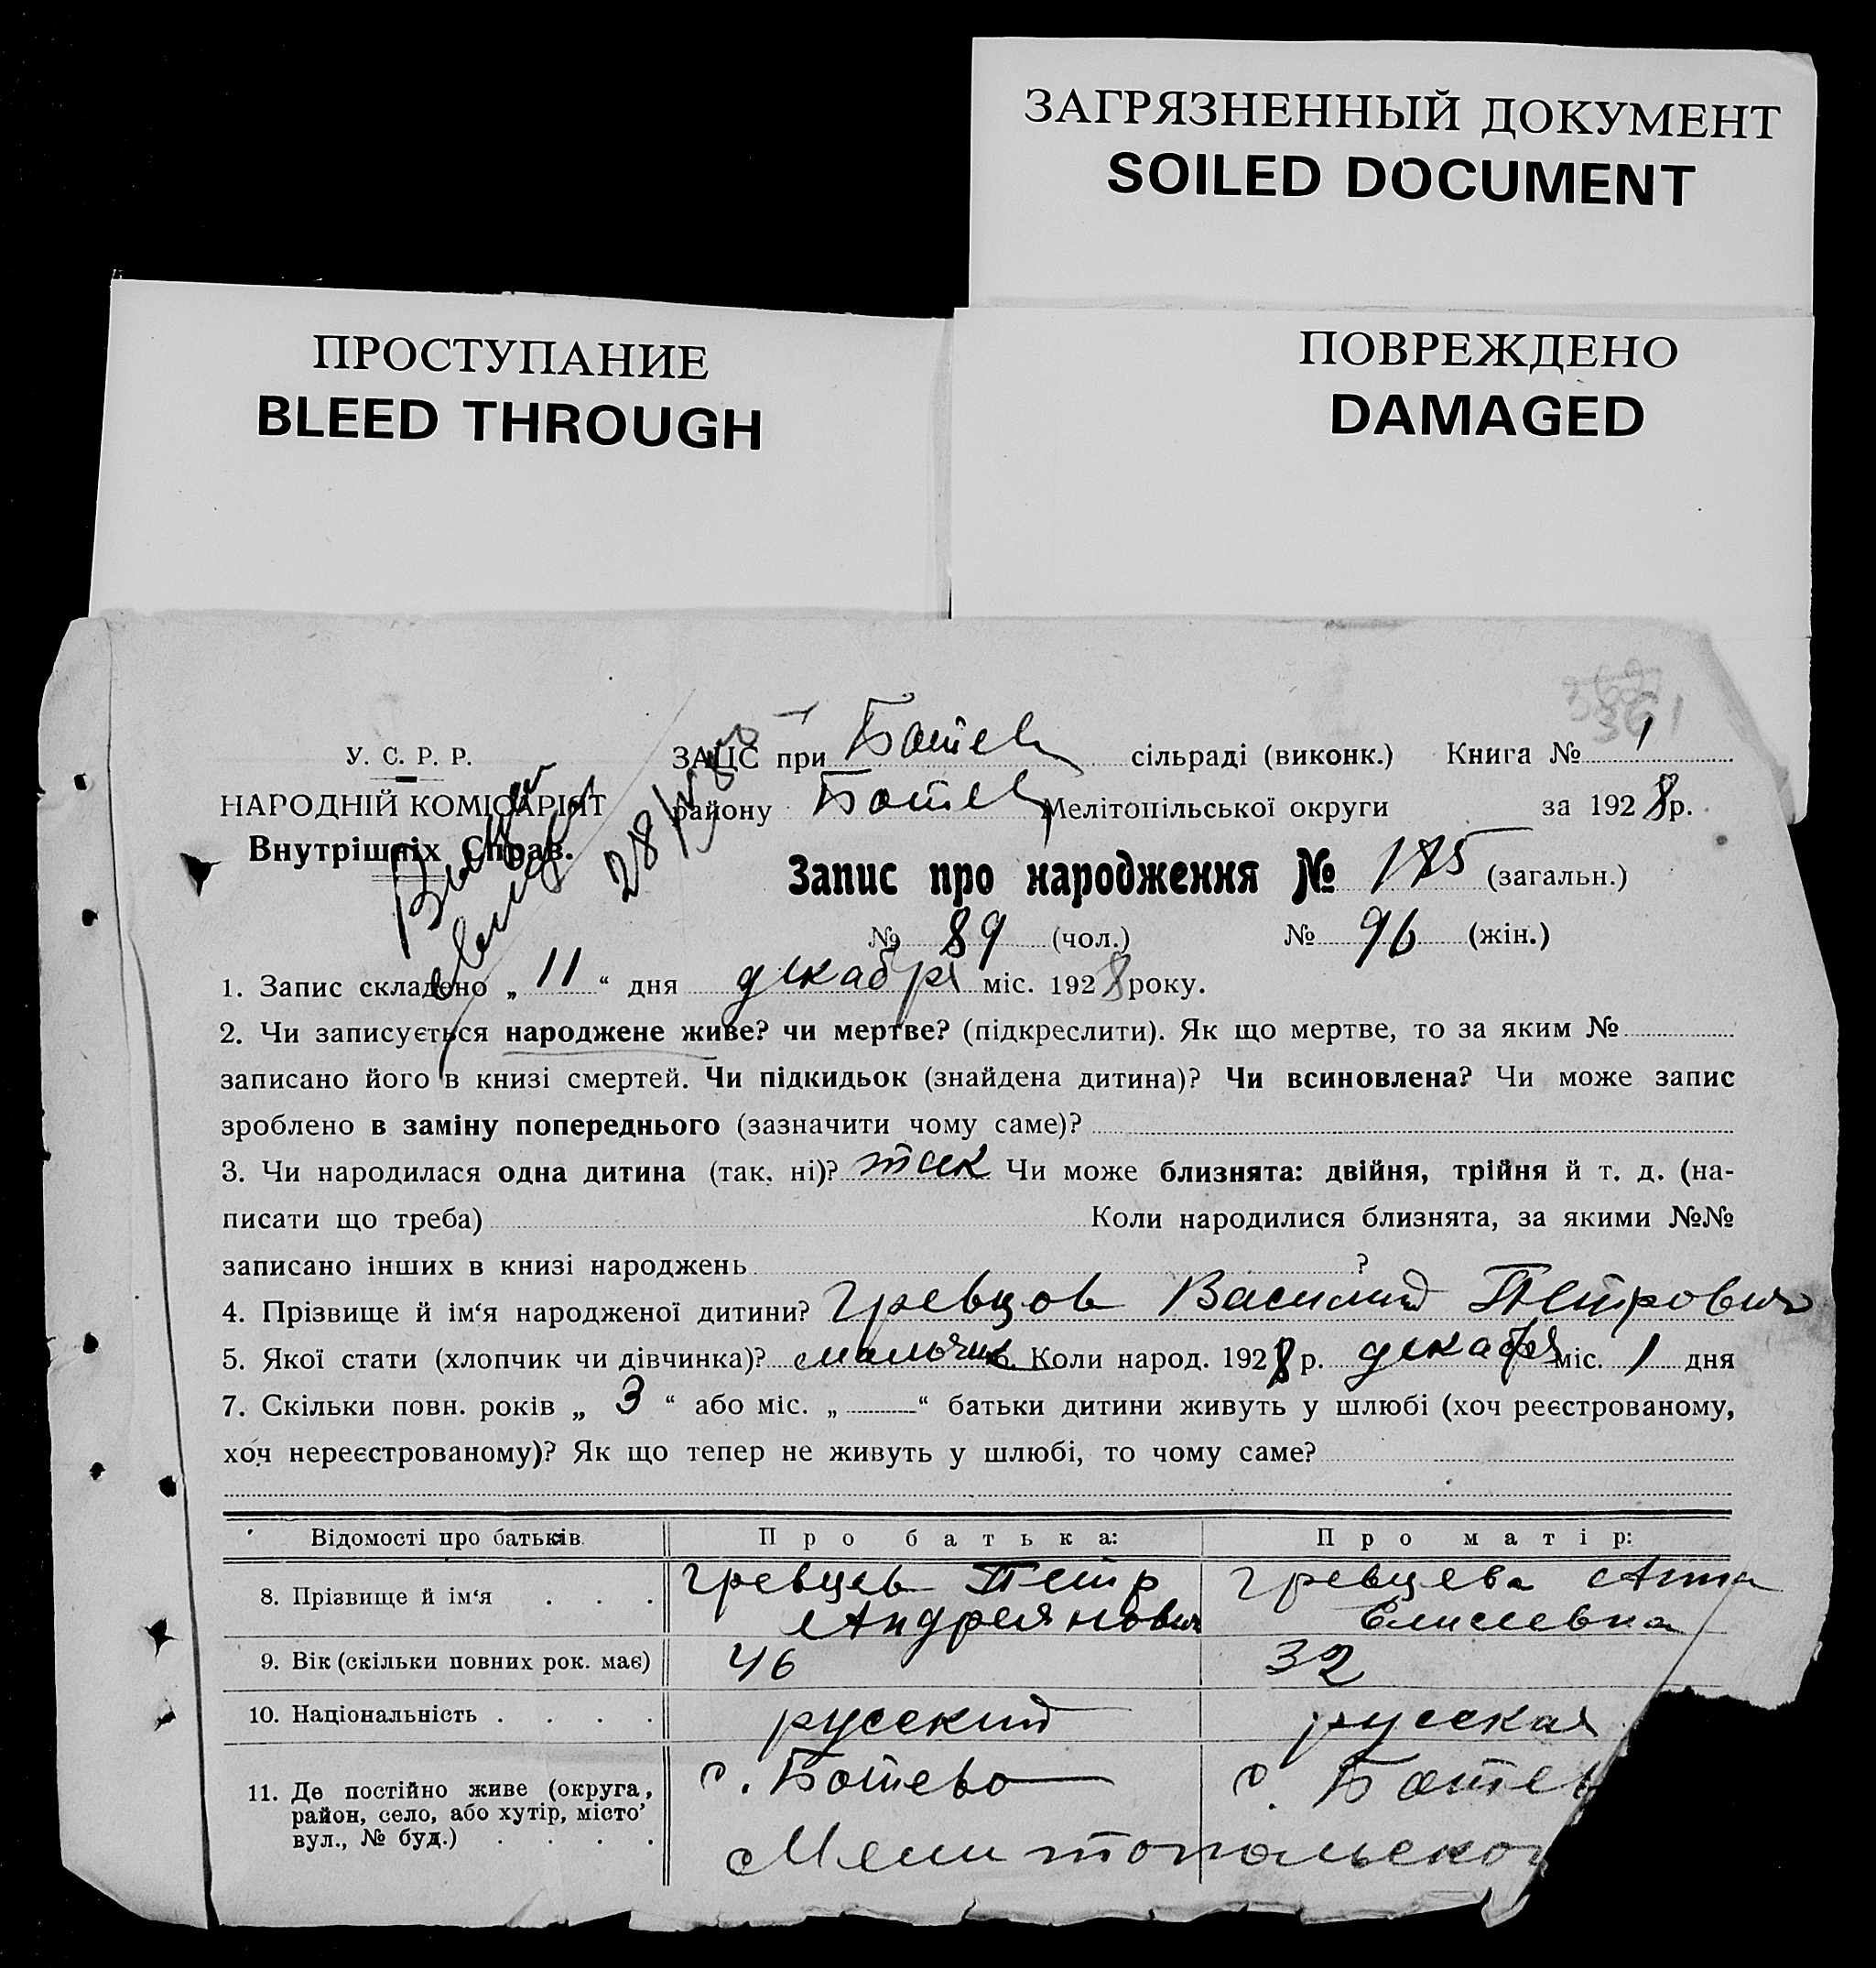 ЗАГРЯЗНЕННЫЙ ДОКУМЕНТ
SOILED DOCUMENT
ПРОСТУПАНИЕ
BLEED THROUGH
ПОВРЕЖДЕНО
DAMAGED
361
У. С. Р. Р.
НАРОДНІЙ КОМІСАРІЯТ
Внутрішніх Справ.
ЗАЦС при Ботев сільраді (виконк.) Книга № 1
району Ботев Мелітопільської округи за 1928 р.
Запис про народження № 185 (загальн.)
№ 89 (чол.) № 96 (жін.)
1. Запис складено „ 11 “ дня декабря міс. 1928 року.
2. Чи записується народжене живе? чи мертве? (підкреслити). Як що мертве, то за яким №
записано його в книзі смертей. Чи підкидьок (знайдена дитина)? Чи всиновлена? Чи може запис
зроблено в заміну попереднього (зазначити чому саме)?
3. Чи народилася одна дитина (так, ні)? так Чи може близнята: двійня, трійня й т. д. (на-
писати що треба) Коли народилися близнята, за якими №№
записано інших в книзі народжень ?
4. Прізвище й ім‘я народженої дитини? Гревцов Василий Петрович
5. Якої стати (хлопчик чи дівчинка)? мальчик 6. Коли народ. 1928 р. декабря міс. 1 дня
7. Скільки повн. років „ 3 “ або міс. „ — “ батьки дитини живуть у шлюбі (хоч реєстрованому,
хоч нереєстрованому)? Як що тепер не живуть у шлюбі, то чому саме?
Відомості про батьків Про батька: Про матір:
8. Прізвище й ім‘я . . . Гревцев Петр Гревцева Анна
Андреянович Елисеевна
9. Вік (скільки повних рок. має) 46 32
10. Національність . . . . русский русская
11. Де постійно живе (округа, с. Ботево с. Ботев
район, село, або хутір, місто
вул., № буд.) . . . . Мелитопольской